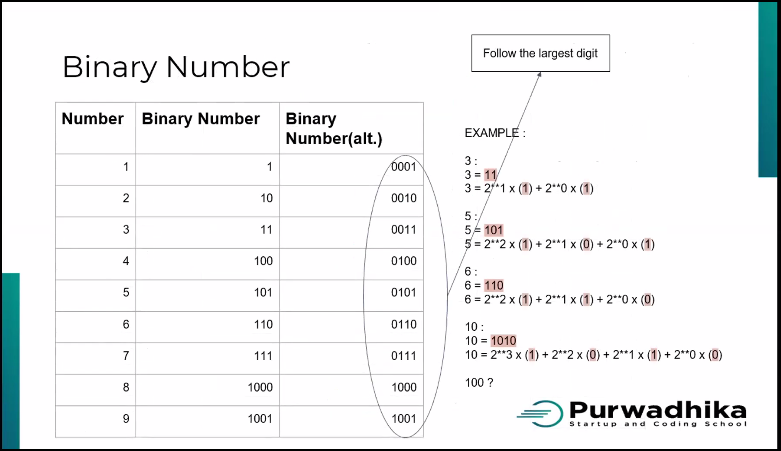 Binary Number
Follow the largest digit
Number Binary Number Binary Number(alt.)
1 1 0001
2 10 0010
3 11 0011
4 100 0100
5 101 0101
6 110 0110
7 111 0111
8 1000 1000
9 1001 1001
EXAMPLE :
3 :
3 = 11
3 = 2**1 x (1) + 2**0 x (1)
5 :
5 = 101
5 = 2**2 x (1) + 2**1 x (0) + 2**0 x (1)
6 :
6 = 110
6 = 2**2 x (1) + 2**1 x (1) + 2**0 x (0)
10 :
10 = 1010
10 = 2**3 x (1) + 2**2 x (0) + 2**1 x (1) + 2**0 x (0)
100 ?
Purwadhika
Startup and Coding School